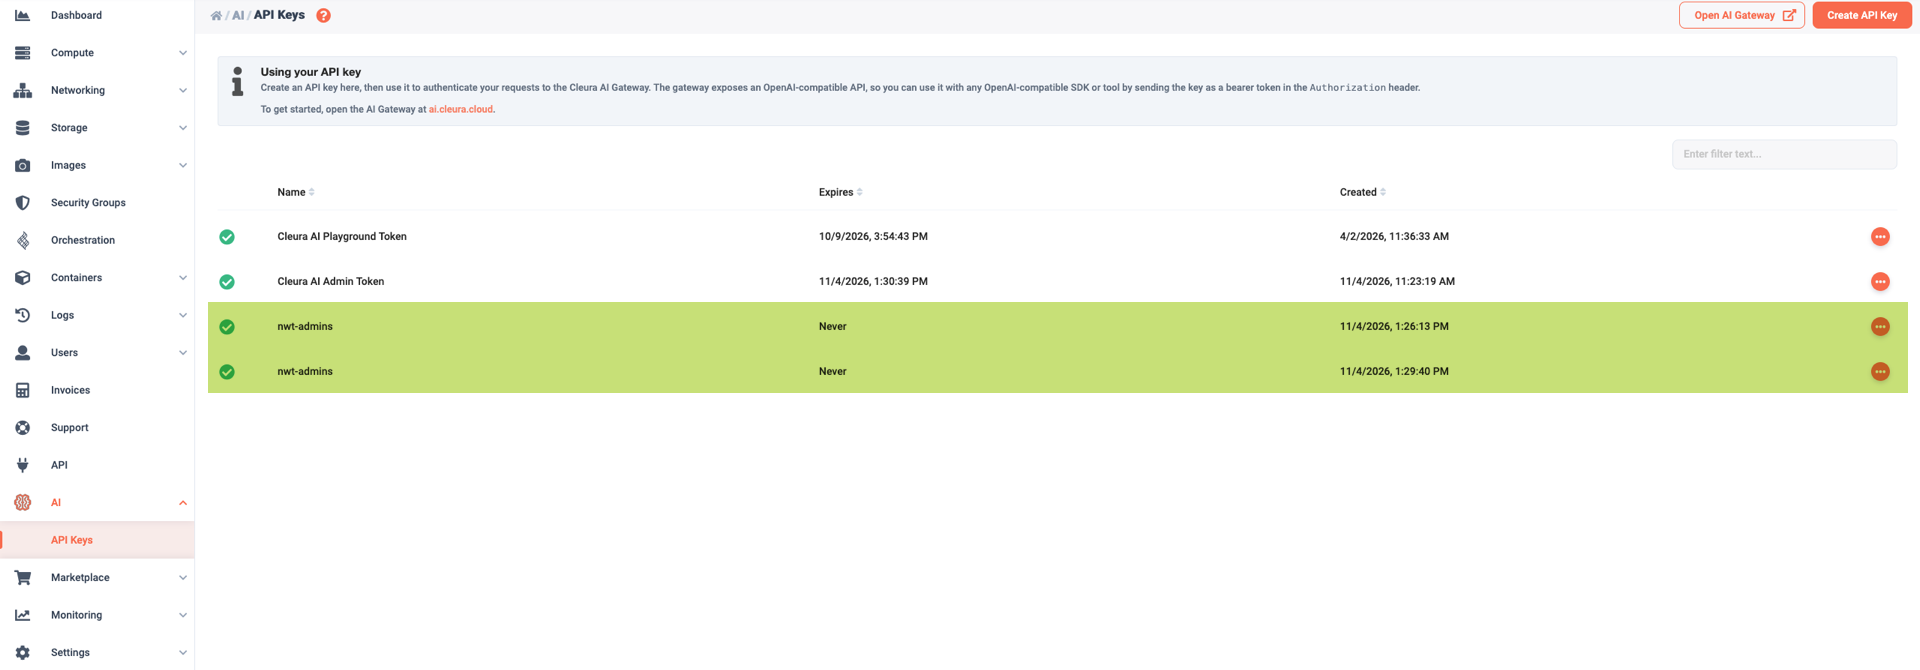 Dashboard
Compute
Networking
Storage
Images
Security Groups
Orchestration
Containers
Logs
Users
Invoices
Support
API
AI
API Keys
Marketplace
Monitoring
Settings
/ AI / API Keys ?
Open AI Gateway
Create API Key
Using your API key
Create an API key here, then use it to authenticate your requests to the Cleura AI Gateway. The gateway exposes an OpenAI-compatible API, so you can use it with any OpenAI-compatible SDK or tool by sending the key as a bearer token in the Authorization header.
To get started, open the AI Gateway at ai.cleura.cloud.
Enter filter text...
Name Expires Created
Cleura AI Playground Token 10/9/2026, 3:54:43 PM 4/2/2026, 11:36:33 AM
Cleura AI Admin Token 11/4/2026, 1:30:39 PM 11/4/2026, 11:23:19 AM
nwt-admins Never 11/4/2026, 1:26:13 PM
nwt-admins Never 11/4/2026, 1:29:40 PM